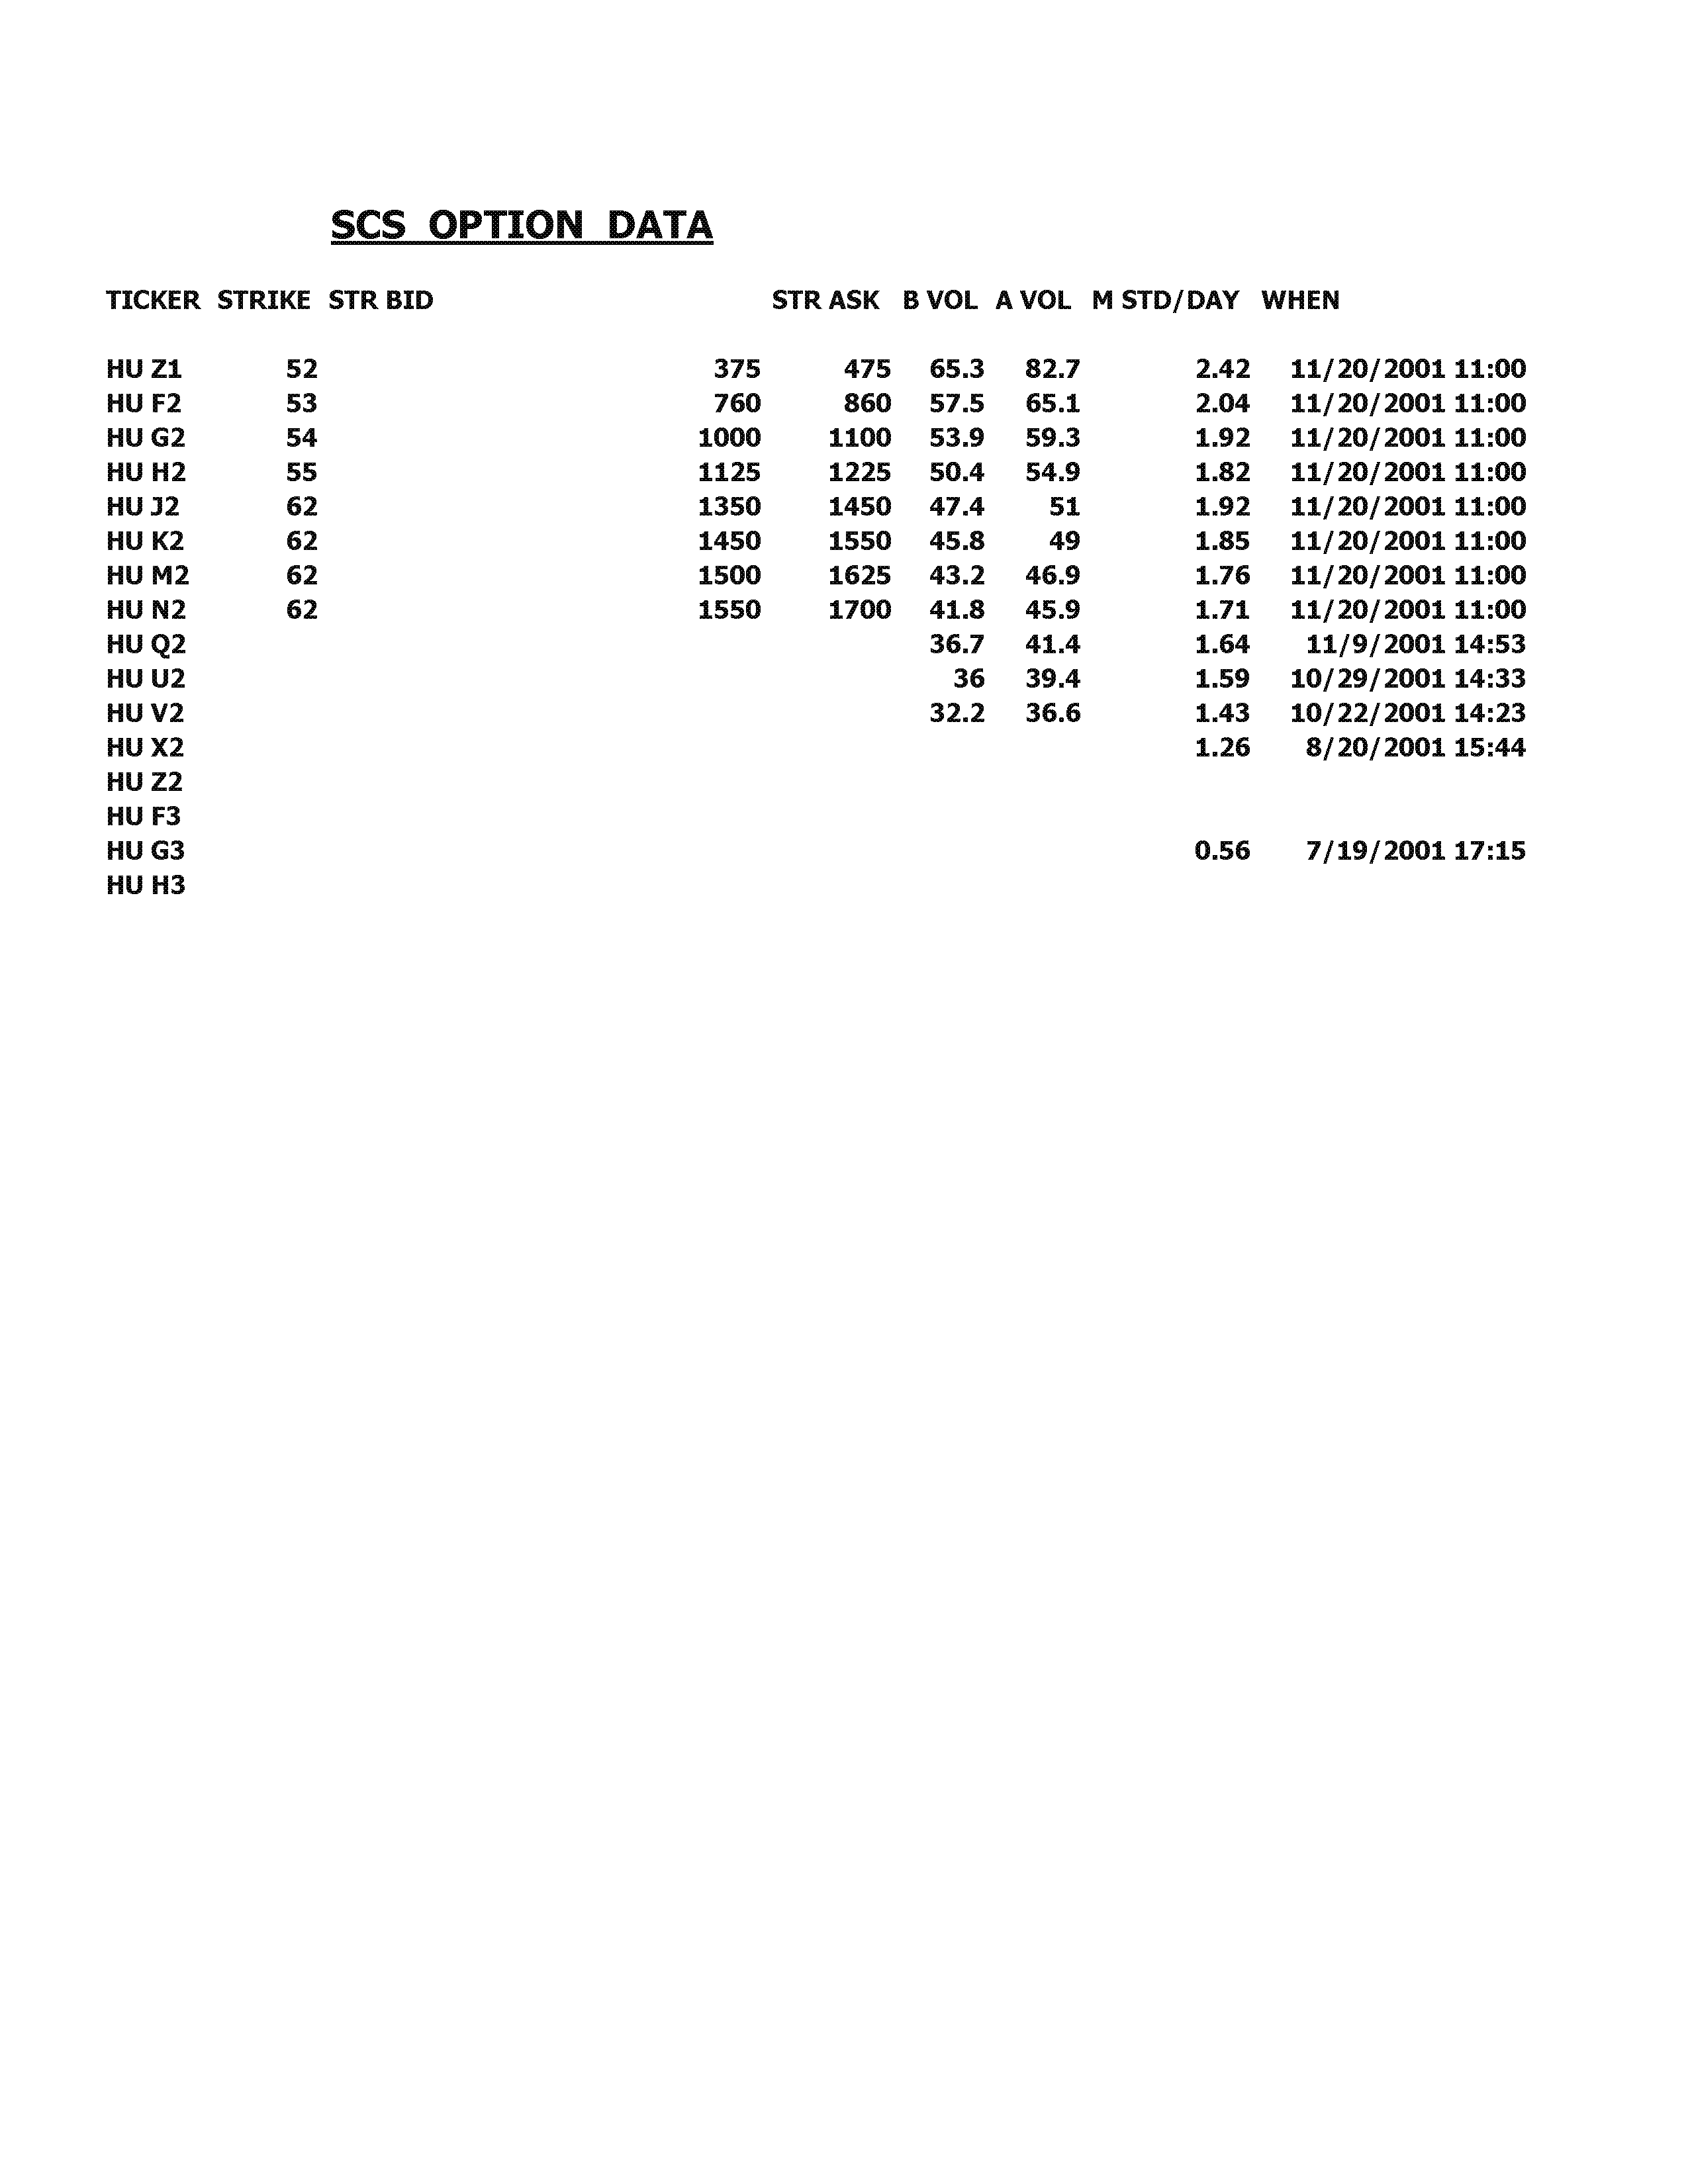 SCS OPTION DATA
TICKER STRIKE STR BID STR ASK B VOL A VOL M STD/DAY WHEN
HU Z1 52 375 475 65.3 82.7 2.42 11/20/2001 11:00
HU F2 53 760 860 57.5 65.1 2.04 11/20/2001 11:00
HU G2 54 1000 1100 53.9 59.3 1.92 11/20/2001 11:00
HU H2 55 1125 1225 50.4 54.9 1.82 11/20/2001 11:00
HU J2 62 1350 1450 47.4 51 1.92 11/20/2001 11:00
HU K2 62 1450 1550 45.8 49 1.85 11/20/2001 11:00
HU M2 62 1500 1625 43.2 46.9 1.76 11/20/2001 11:00
HU N2 62 1550 1700 41.8 45.9 1.71 11/20/2001 11:00
HU Q2 36.7 41.4 1.64 11/9/2001 14:53
HU U2 36 39.4 1.59 10/29/2001 14:33
HU V2 32.2 36.6 1.43 10/22/2001 14:23
HU X2 1.26 8/20/2001 15:44
HU Z2
HU F3
HU G3 0.56 7/19/2001 17:15
HU H3